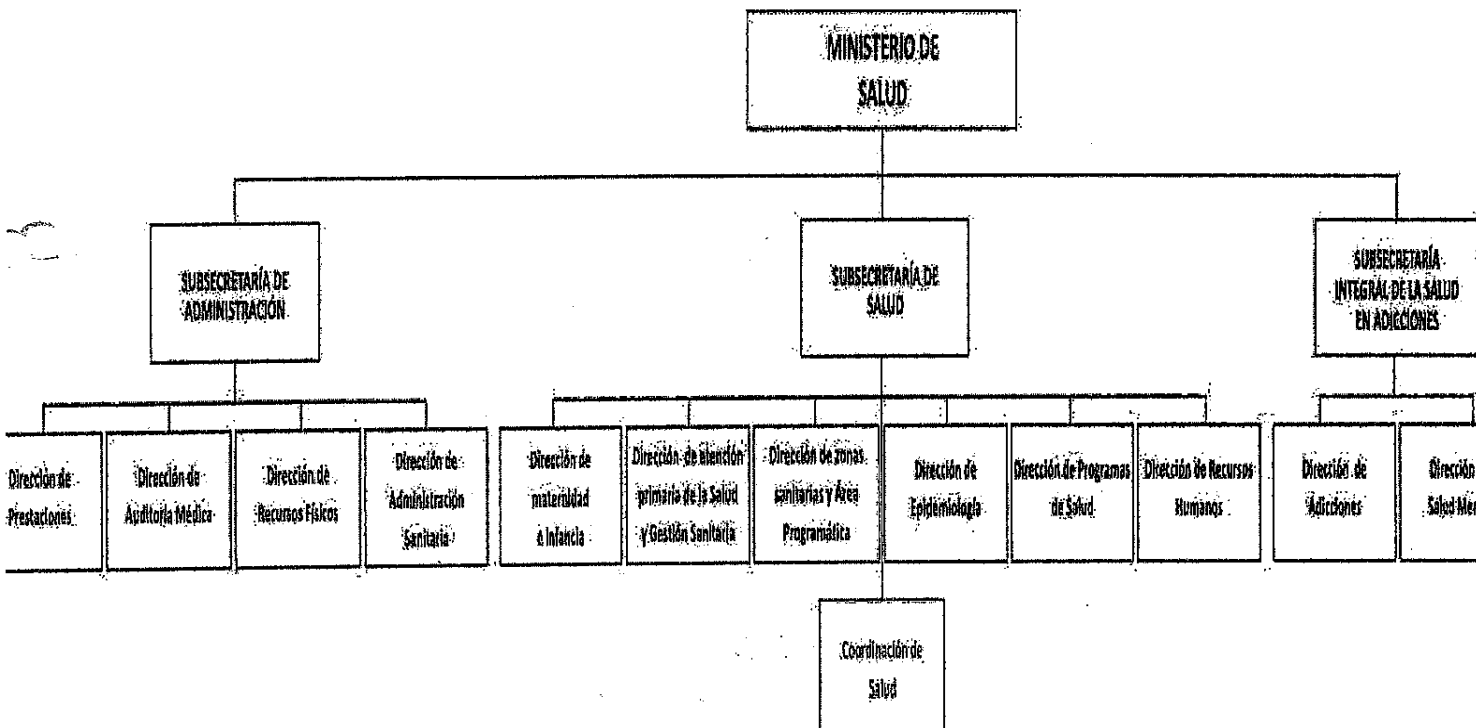 MINISTERIO DE
SALUD
SUBSECRETARÍA DE
ADMINISTRACIÓN
SUBSECRETARÍA DE
SALUD
SUBSECRETARÍA
INTEGRAL DE LA SALUD
EN ADICCIONES
Dirección de
Prestaciones
Dirección de
Auditoría Médica
Dirección de
Recursos Físicos
Dirección de
Administración
Sanitaria
Dirección de
maternidad
e Infancia
Dirección de atención
primaria de la Salud
y Gestión Sanitaria
Dirección de zonas
sanitarias y Área
Programática
Dirección de
Epidemiología
Dirección de Programas
de Salud
Dirección de Recursos
Humanos
Dirección de
Adicciones
Dirección
Salud Men
Coordinación de
Salud